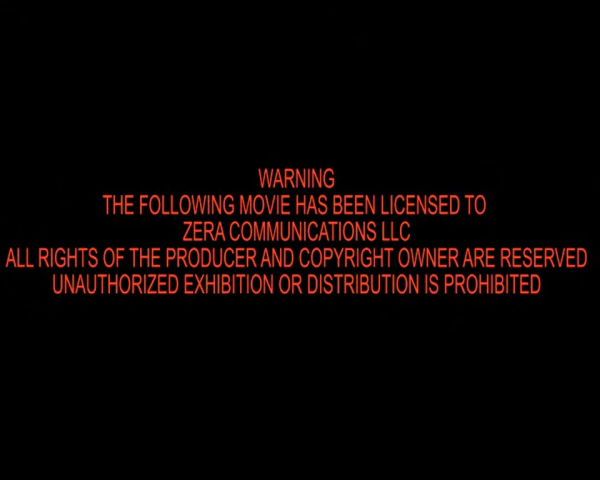 WARNING
THE FOLLOWING MOVIE HAS BEEN LICENSED TO
ZERA COMMUNICATIONS LLC
ALL RIGHTS OF THE PRODUCER AND COPYRIGHT OWNER ARE RESERVED
UNAUTHORIZED EXHIBITION OR DISTRIBUTION IS PROHIBITED